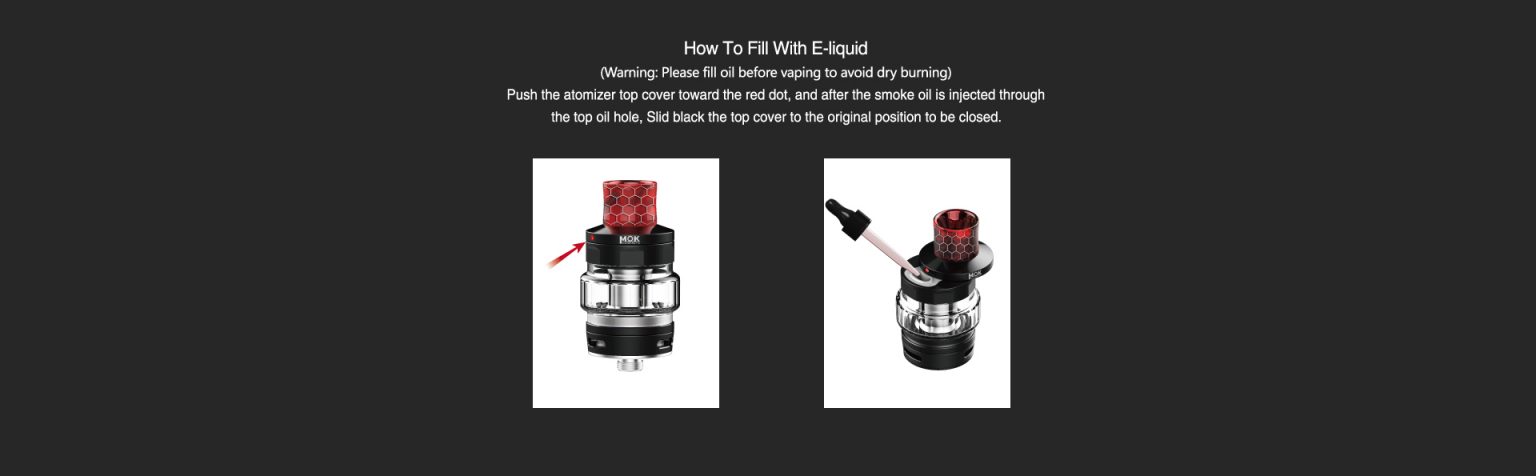 How To Fill With E-liquid
(Warning: Please fill oil before vaping to avoid dry burning)
Push the atomizer top cover toward the red dot, and after the smoke oil is injected through
the top oil hole, Slid black the top cover to the original position to be closed.
MOK
MOK